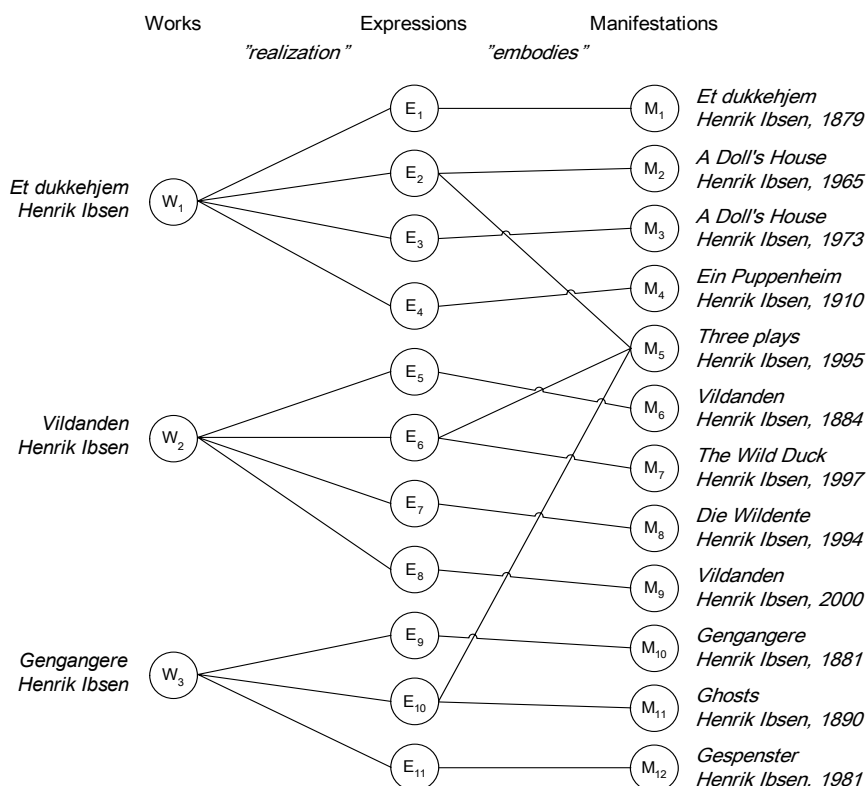 Works Expressions Manifestations
"realization" "embodies"
E1 M1 Et dukkehjem
Henrik Ibsen, 1879
E2 M2 A Doll's House
Henrik Ibsen, 1965
Et dukkehjem
Henrik Ibsen
W1
E3 M3 A Doll's House
Henrik Ibsen, 1973
E4 M4 Ein Puppenheim
Henrik Ibsen, 1910
M5 Three plays
Henrik Ibsen, 1995
E5 M6 Vildanden
Henrik Ibsen, 1884
Vildanden
Henrik Ibsen
W2
E6 M7 The Wild Duck
Henrik Ibsen, 1997
E7 M8 Die Wildente
Henrik Ibsen, 1994
E8 M9 Vildanden
Henrik Ibsen, 2000
E9 M10 Gengangere
Henrik Ibsen, 1881
Gengangere
Henrik Ibsen
W3
E10 M11 Ghosts
Henrik Ibsen, 1890
E11 M12 Gespenster
Henrik Ibsen, 1981